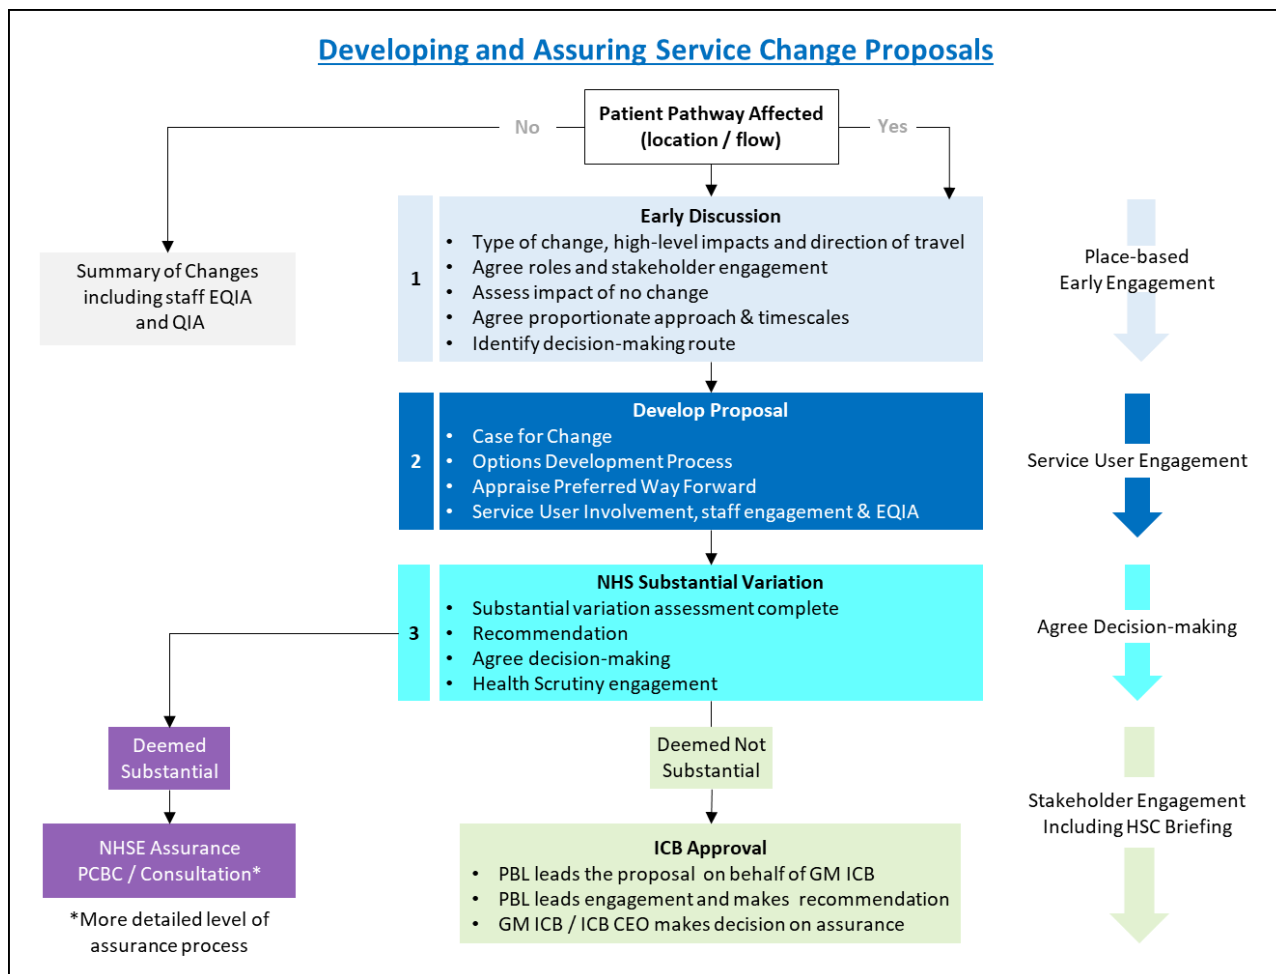 Developing and Assuring Service Change Proposals
Patient Pathway Affected
(location / flow)
No
Yes
Summary of Changes
including staff EQIA
and QIA
1
Early Discussion
• Type of change, high-level impacts and direction of travel
• Agree roles and stakeholder engagement
• Assess impact of no change
• Agree proportionate approach & timescales
• Identify decision-making route
Place-based
Early Engagement
2
Develop Proposal
• Case for Change
• Options Development Process
• Appraise Preferred Way Forward
• Service User Involvement, staff engagement & EQIA
Service User Engagement
3
NHS Substantial Variation
• Substantial variation assessment complete
• Recommendation
• Agree decision-making
• Health Scrutiny engagement
Agree Decision-making
Deemed
Substantial
Deemed Not
Substantial
NHSE Assurance
PCBC / Consultation*
*More detailed level of
assurance process
ICB Approval
• PBL leads the proposal on behalf of GM ICB
• PBL leads engagement and makes recommendation
• GM ICB / ICB CEO makes decision on assurance
Stakeholder Engagement
Including HSC Briefing